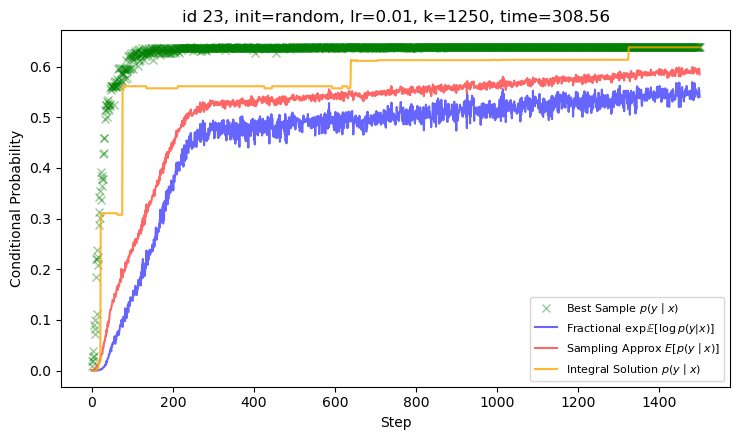 id 23, init=random, lr=0.01, k=1250, time=308.56
Conditional Probability
0.6
0.5
0.4
0.3
0.2
0.1
0.0
Best Sample p(y | x)
Fractional exp𝔼[log p(y|x)]
Sampling Approx E[p(y | x)]
Integral Solution p(y | x)
0 200 400 600 800 1000 1200 1400
Step